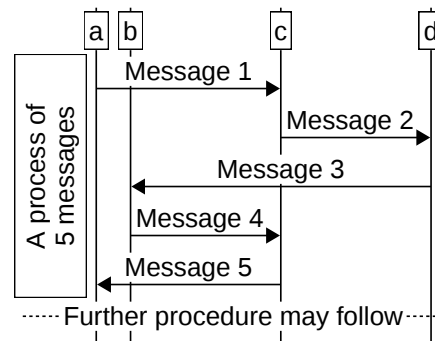 a b c d
Message 1
Message 2
Message 3
Message 4
Message 5
A process of
5 messages
Further procedure may follow